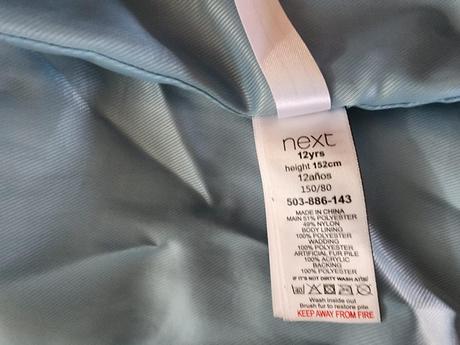 next
12yrs
height 152cm
12años
150/80
503-886-143
MADE IN CHINA
MAIN 51% POLYESTER
49% NYLON
BODY LINING
100% POLYESTER
WADDING
100% POLYESTER
ARTIFICIAL FUR PILE
100% ACRYLIC
BACKING
100% POLYESTER
IF IT'S NOT DIRTY WASH AT 30
Wash inside out
Brush fur to restore pile
KEEP AWAY FROM FIRE